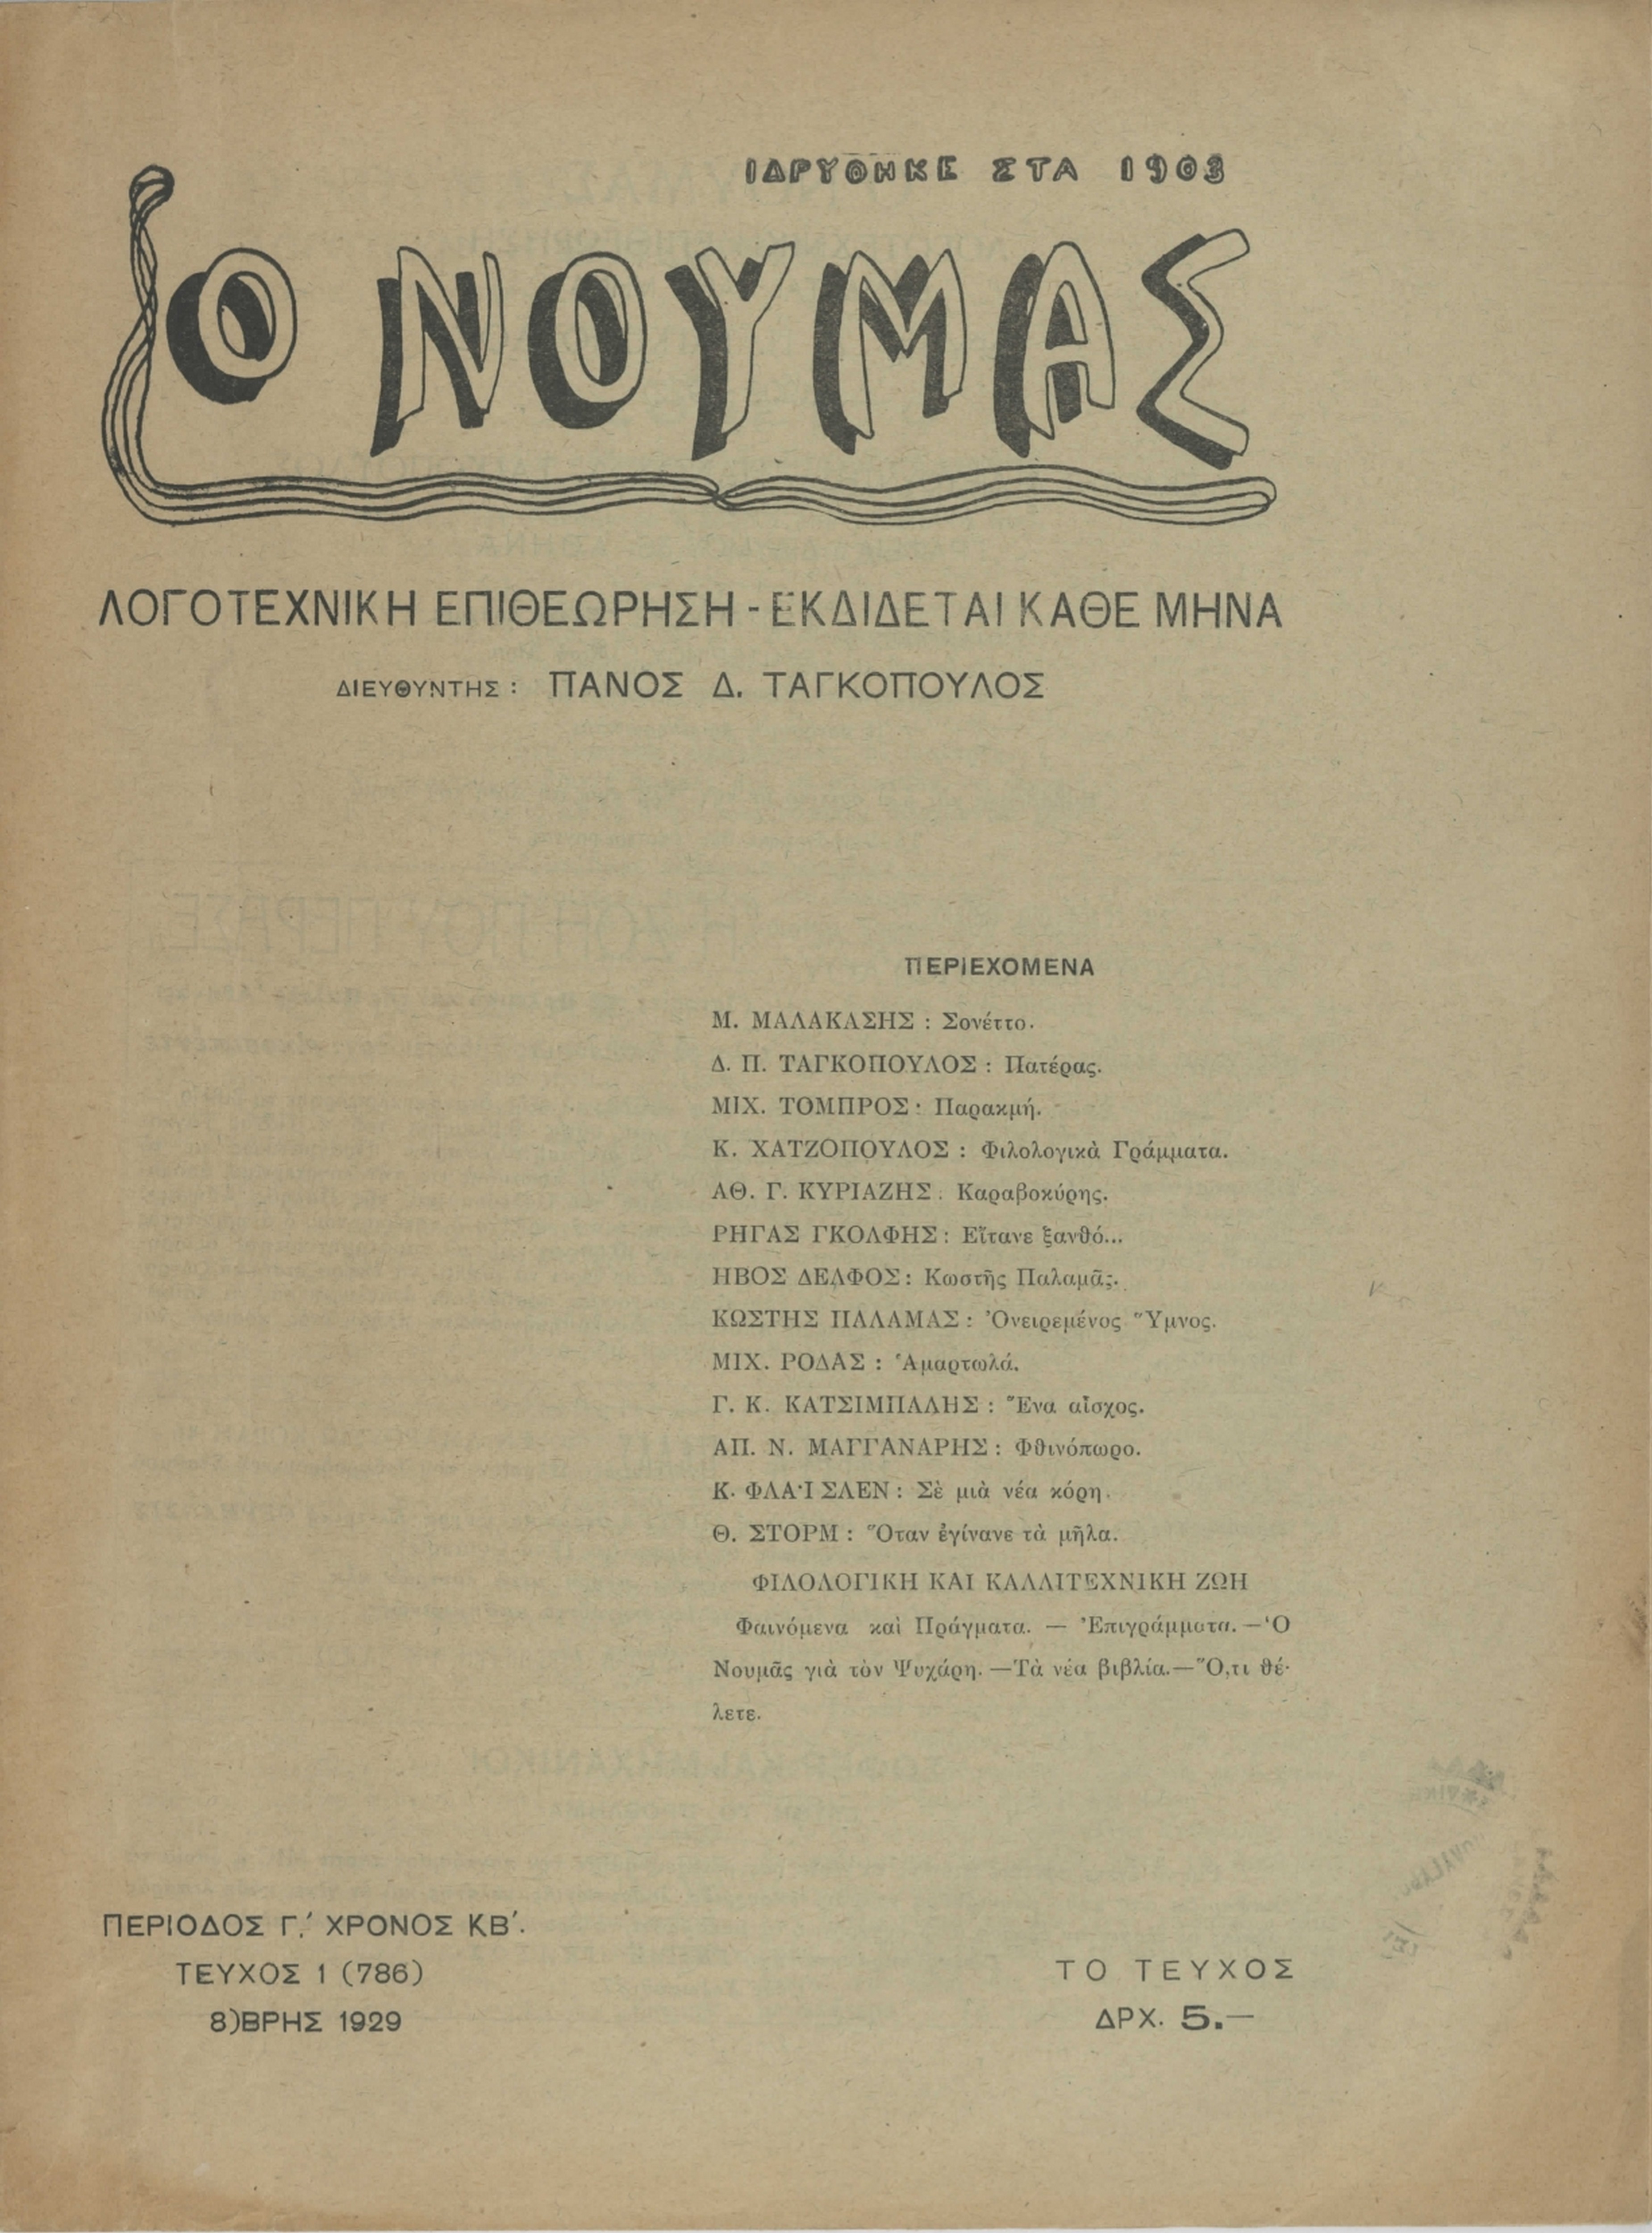 ΙΔΡΥΘΗΚΕ ΣΤΑ 1903
Ο ΝΟΥΜΑΣ
ΛΟΓΟΤΕΧΝΙΚΗ ΕΠΙΘΕΩΡΗΣΗ - ΕΚΔΙΔΕΤΑΙ ΚΑΘΕ ΜΗΝΑ
ΔΙΕΥΘΥΝΤΗΣ : ΠΑΝΟΣ Δ. ΤΑΓΚΟΠΟΥΛΟΣ
ΠΕΡΙΕΧΟΜΕΝΑ
Μ. ΜΑΛΑΚΑΣΗΣ : Σονέττο.
Δ. Π. ΤΑΓΚΟΠΟΥΛΟΣ : Πατέρας.
ΜΙΧ. ΤΟΜΠΡΟΣ : Παρακμή.
Κ. ΧΑΤΖΟΠΟΥΛΟΣ : Φιλολογικὰ Γράμματα.
ΑΘ. Γ. ΚΥΡΙΑΖΗΣ : Καραβοκύρης.
ΡΗΓΑΣ ΓΚΟΛΦΗΣ : Εἴτανε ξανθό...
ΗΒΟΣ ΔΕΛΦΟΣ : Κωστῆς Παλαμᾶς.
ΚΩΣΤΗΣ ΠΑΛΑΜΑΣ : Ὀνειρεμένος Ὕμνος.
ΜΙΧ. ΡΟΔΑΣ : Ἁμαρτωλά.
Γ. Κ. ΚΑΤΣΙΜΠΑΛΗΣ : Ἕνα αἶσχος.
ΑΠ. Ν. ΜΑΓΓΑΝΑΡΗΣ : Φθινόπωρο.
Κ. ΦΛΑ·Ι ΣΛΕΝ : Σὲ μιὰ νέα κόρη.
Θ. ΣΤΟΡΜ : Ὅταν ἐγίνανε τὰ μῆλα.
ΦΙΛΟΛΟΓΙΚΗ ΚΑΙ ΚΑΛΛΙΤΕΧΝΙΚΗ ΖΩΗ
Φαινόμενα καὶ Πράγματα. — Ἐπιγράμματα. — Ὁ
Νουμᾶς γιὰ τὸν Ψυχάρη. — Τὰ νέα βιβλία. — Ὅ,τι θέ-
λετε.
ΠΕΡΙΟΔΟΣ Γ.΄ ΧΡΟΝΟΣ ΚΒ΄.
ΤΕΥΧΟΣ 1 (786)
8)ΒΡΗΣ 1929
ΤΟ ΤΕΥΧΟΣ
ΔΡΧ. 5.—